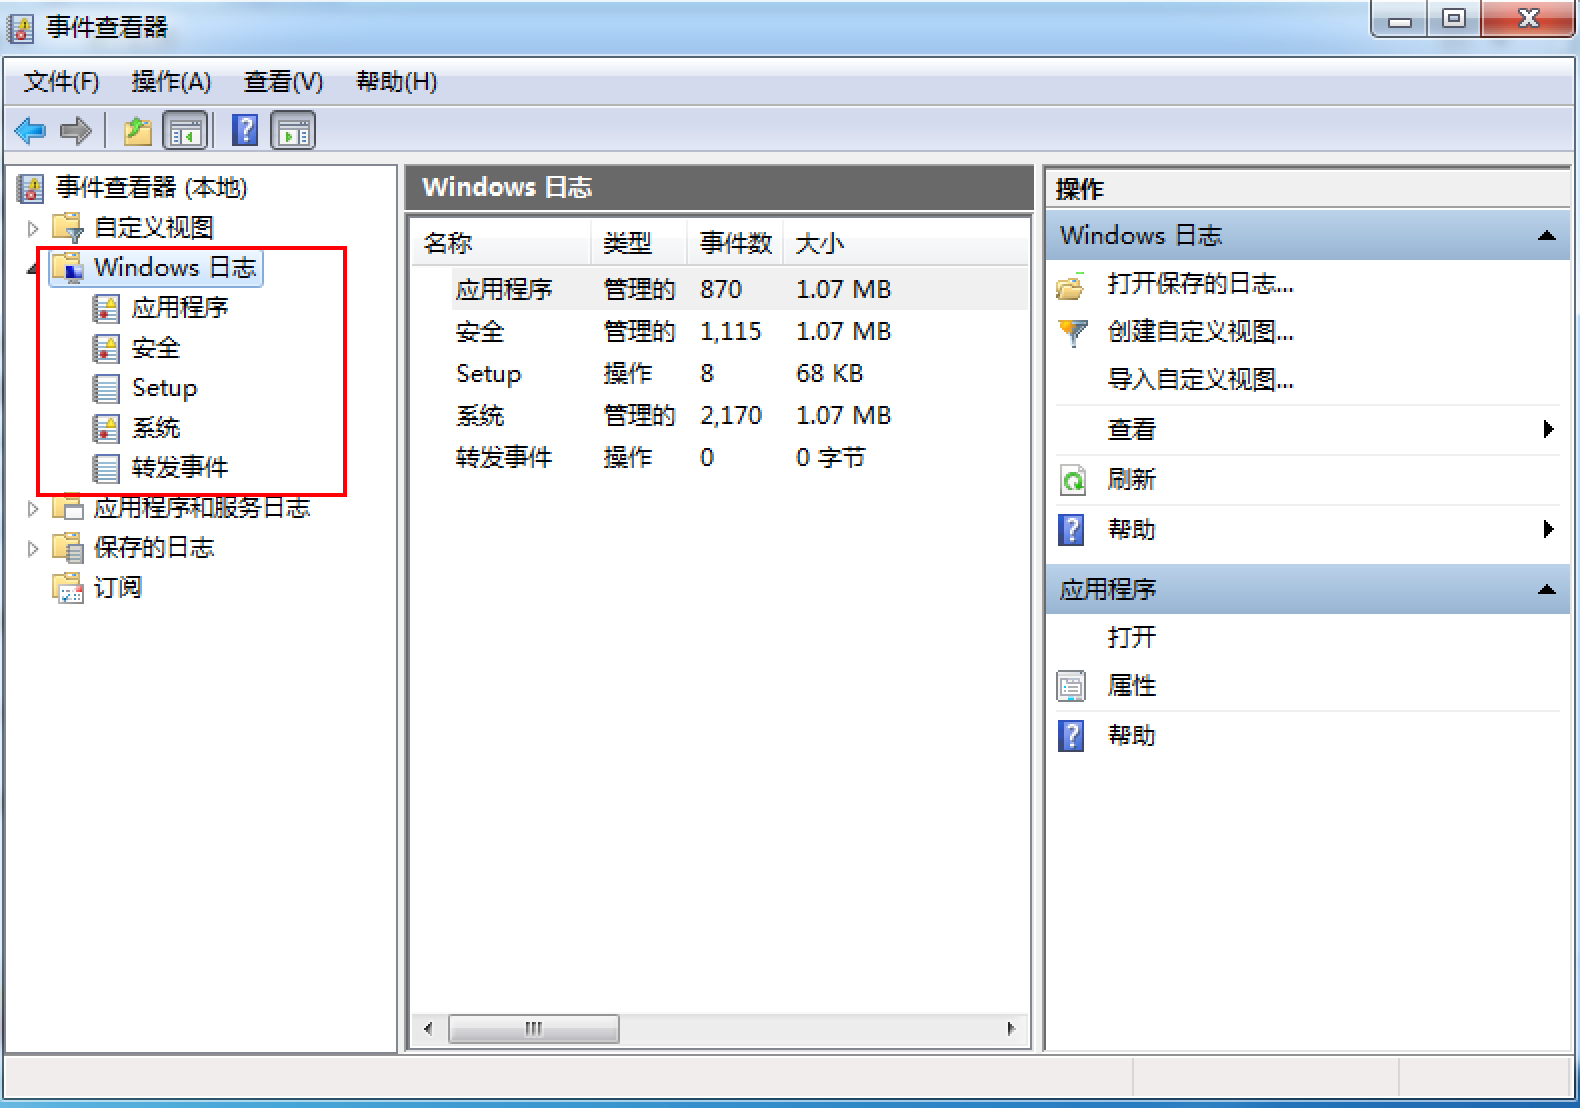 事件查看器
文件(F) 操作(A) 查看(V) 帮助(H)
事件查看器 (本地)
自定义视图
Windows 日志
应用程序
安全
Setup
系统
转发事件
应用程序和服务日志
保存的日志
订阅
Windows 日志
名称 类型 事件数 大小
应用程序 管理的 870 1.07 MB
安全 管理的 1,115 1.07 MB
Setup 操作 8 68 KB
系统 管理的 2,170 1.07 MB
转发事件 操作 0 0 字节
操作
Windows 日志
打开保存的日志...
创建自定义视图...
导入自定义视图...
查看
刷新
帮助
应用程序
打开
属性
帮助